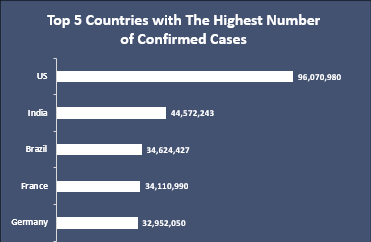 Top 5 Countries with The Highest Number
of Confirmed Cases
US 96,070,980
India 44,572,243
Brazil 34,624,427
France 34,110,990
Germany 32,952,050